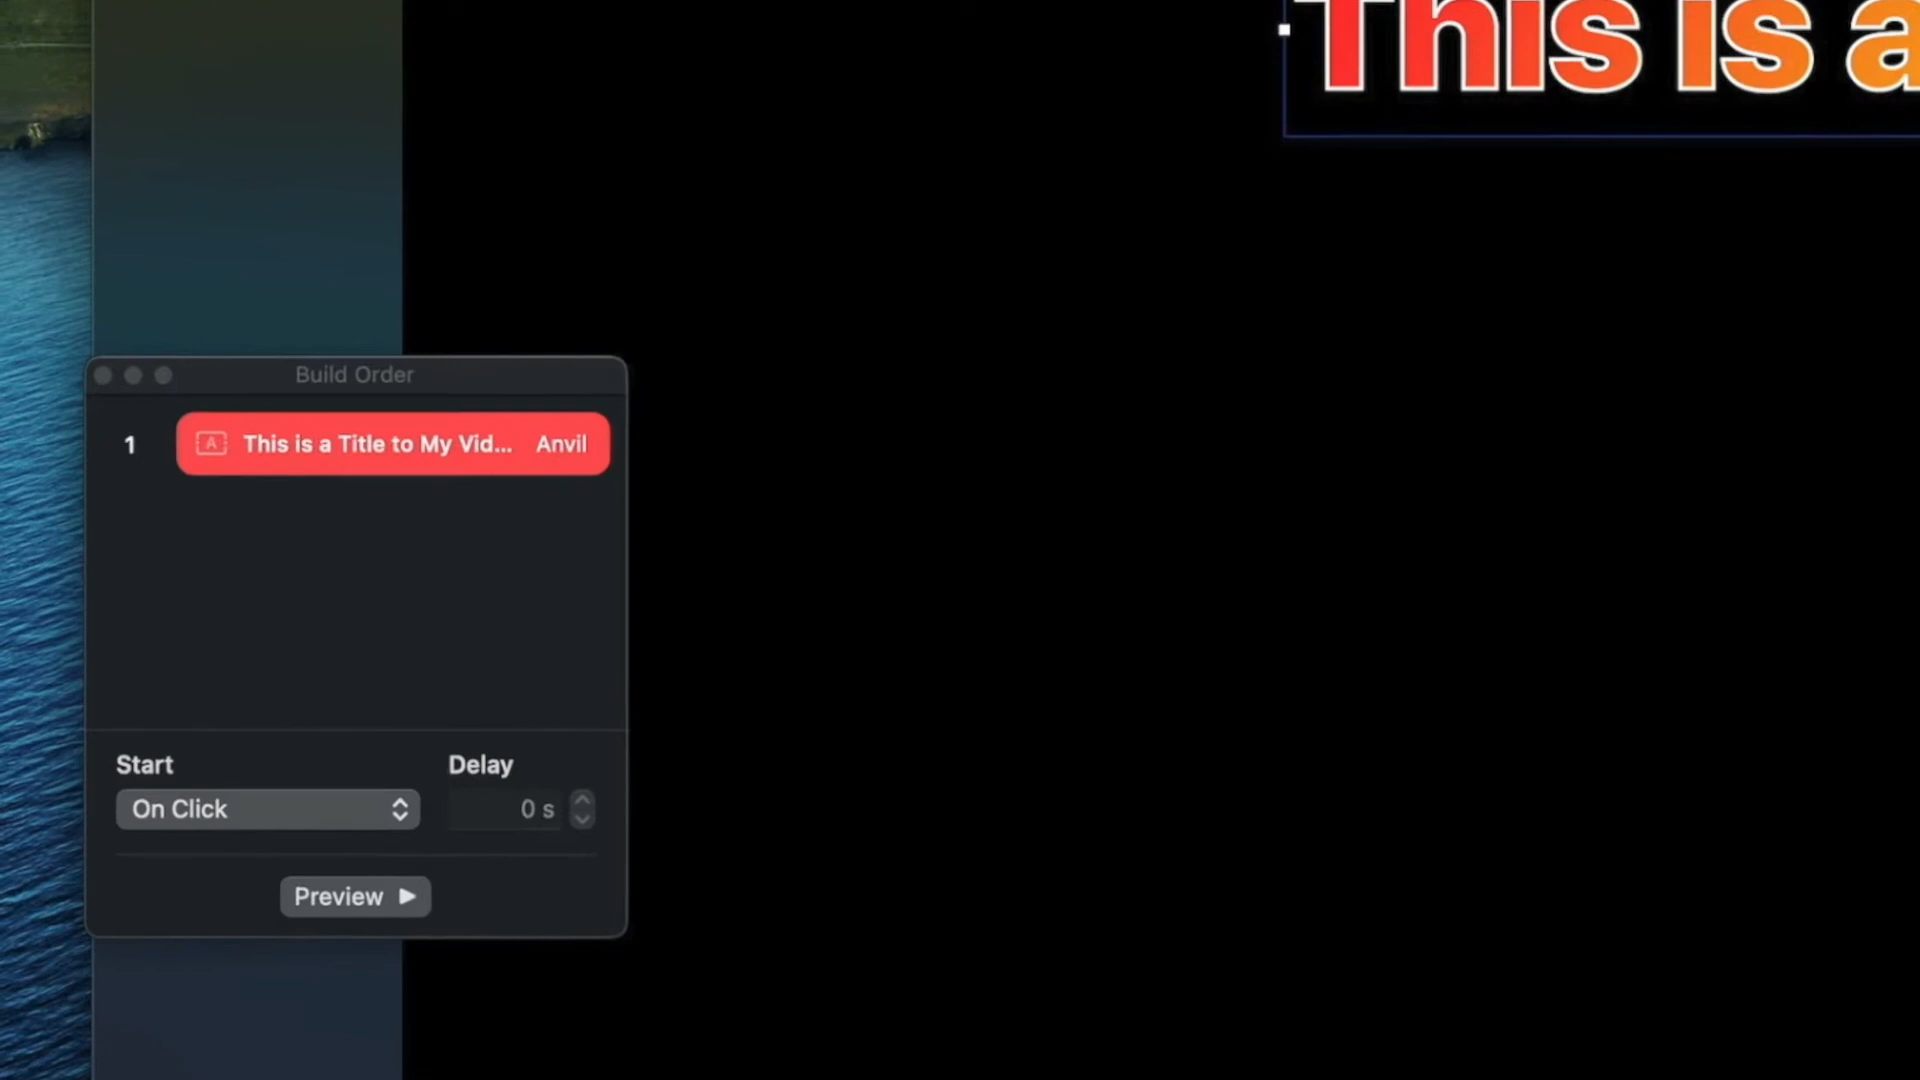 This is a
Build Order
1 A This is a Title to My Vid... Anvil
Start Delay
On Click 0 s
Preview